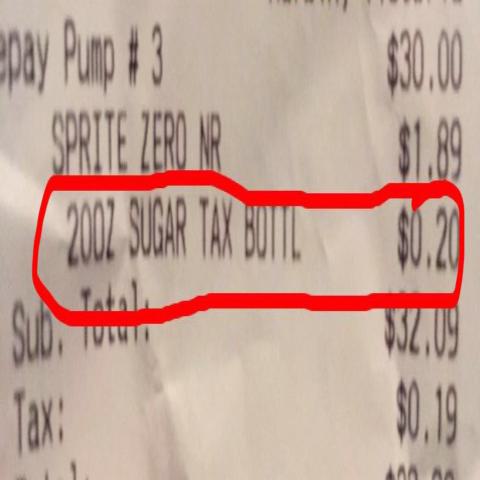 epay Pump # 3 $30.00
SPRITE ZERO NR $1.89
20OZ SUGAR TAX BOTTL $0.20
Sub. Total: $32.09
Tax: $0.19